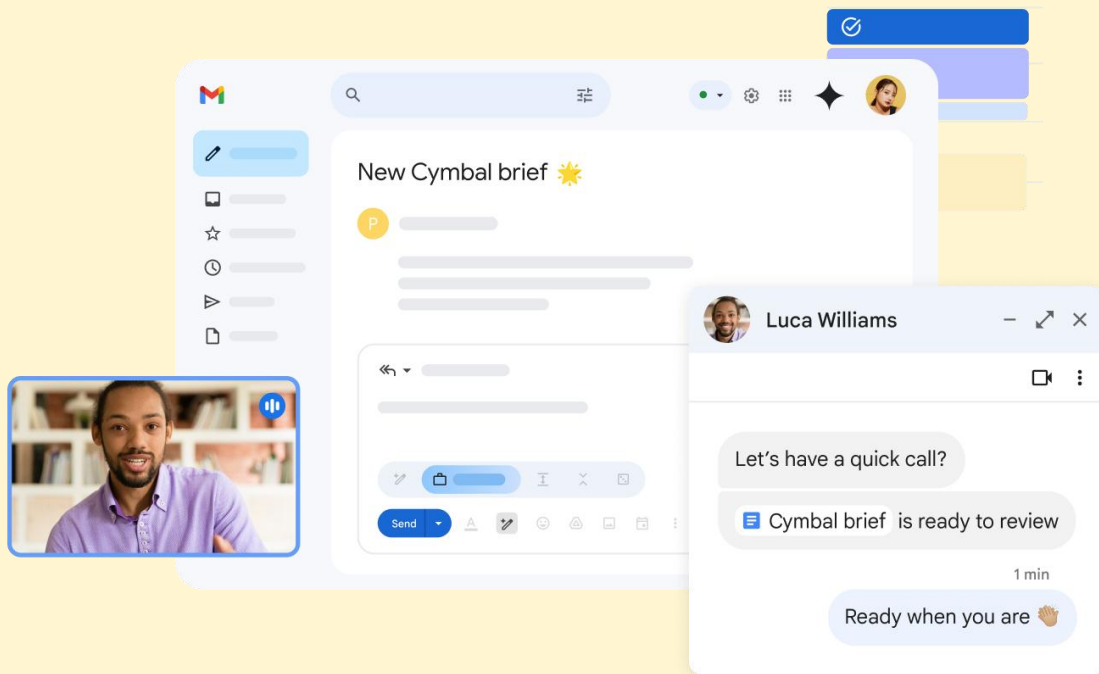 New Cymbal brief 🌟
P
Send
Luca Williams
Let's have a quick call?
Cymbal brief is ready to review
1 min
Ready when you are 👏🏼